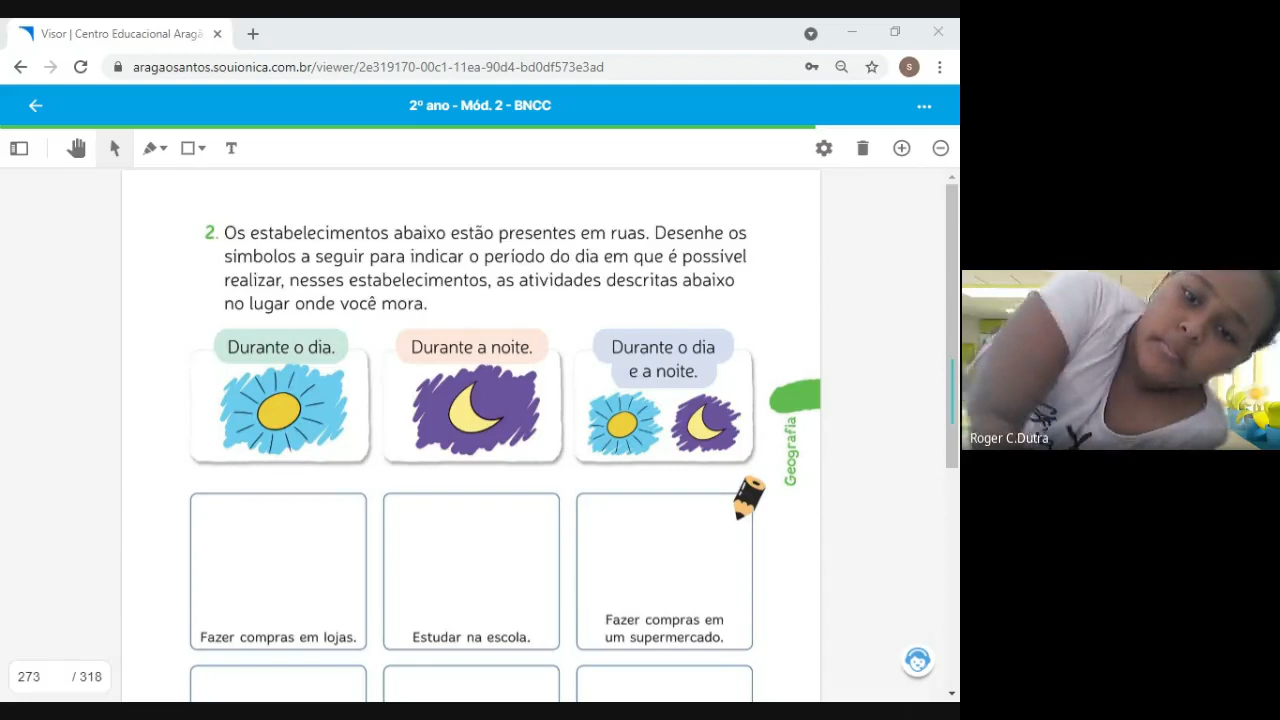 Visor | Centro Educacional Aragã
aragaosantos.souionica.com.br/viewer/2e319170-00c1-11ea-90d4-bd0df573e3ad
S
2º ano - Mód. 2 - BNCC
T
2. Os estabelecimentos abaixo estão presentes em ruas. Desenhe os
símbolos a seguir para indicar o período do dia em que é possível
realizar, nesses estabelecimentos, as atividades descritas abaixo
no lugar onde você mora.
Durante o dia.
Durante a noite.
Durante o dia
e a noite.
Geografia
Fazer compras em lojas.
Estudar na escola.
Fazer compras em
um supermercado.
273 / 318
Roger C.Dutra